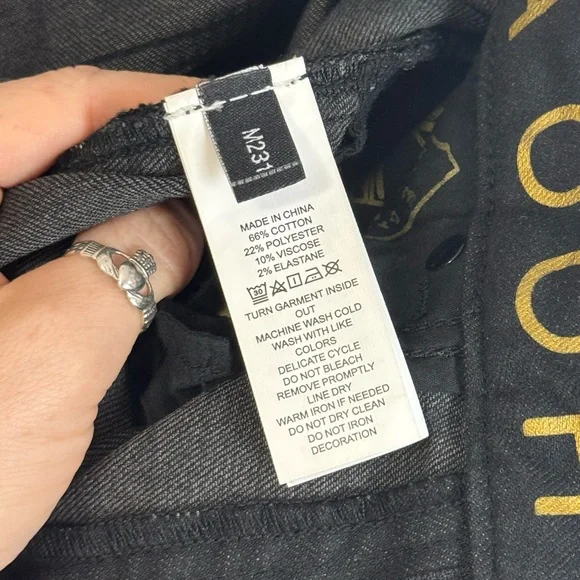 M231
MADE IN CHINA
66% COTTON
22% POLYESTER
10% VISCOSE
2% ELASTANE
30
TURN GARMENT INSIDE
OUT
MACHINE WASH COLD
WASH WITH LIKE
COLORS
DELICATE CYCLE
DO NOT BLEACH
REMOVE PROMPTLY
LINE DRY
WARM IRON IF NEEDED
DO NOT DRY CLEAN
DO NOT IRON
DECORATION